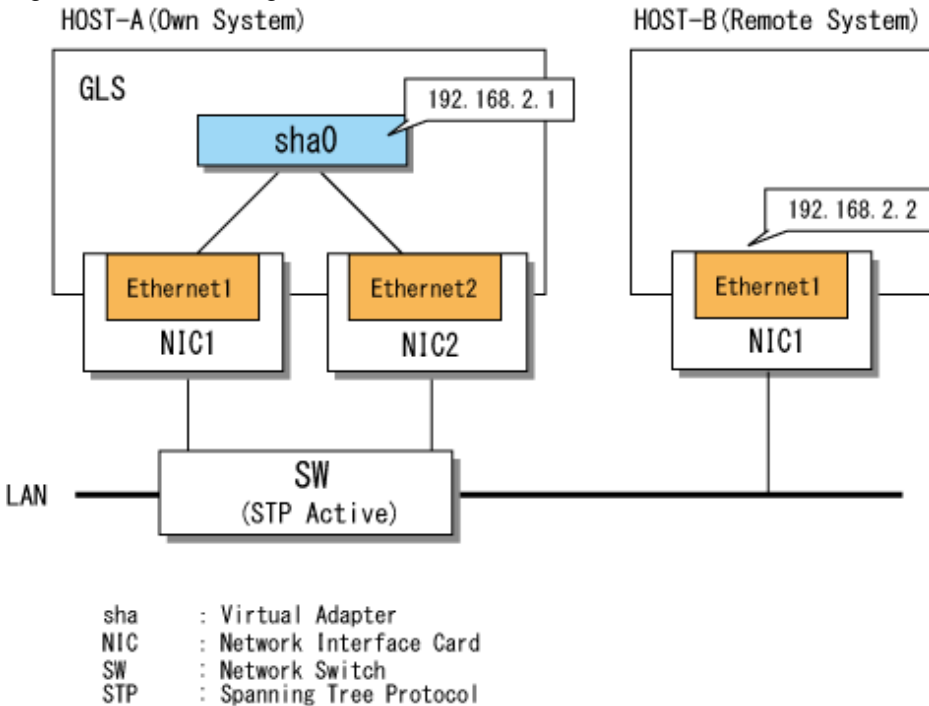 HOST-A(Own System)
HOST-B(Remote System)
GLS
192.168.2.1
sha0
192.168.2.2
Ethernet1
Ethernet2
Ethernet1
NIC1
NIC2
NIC1
SW
LAN
(STP Active)
sha : Virtual Adapter
NIC : Network Interface Card
SW : Network Switch
STP : Spanning Tree Protocol